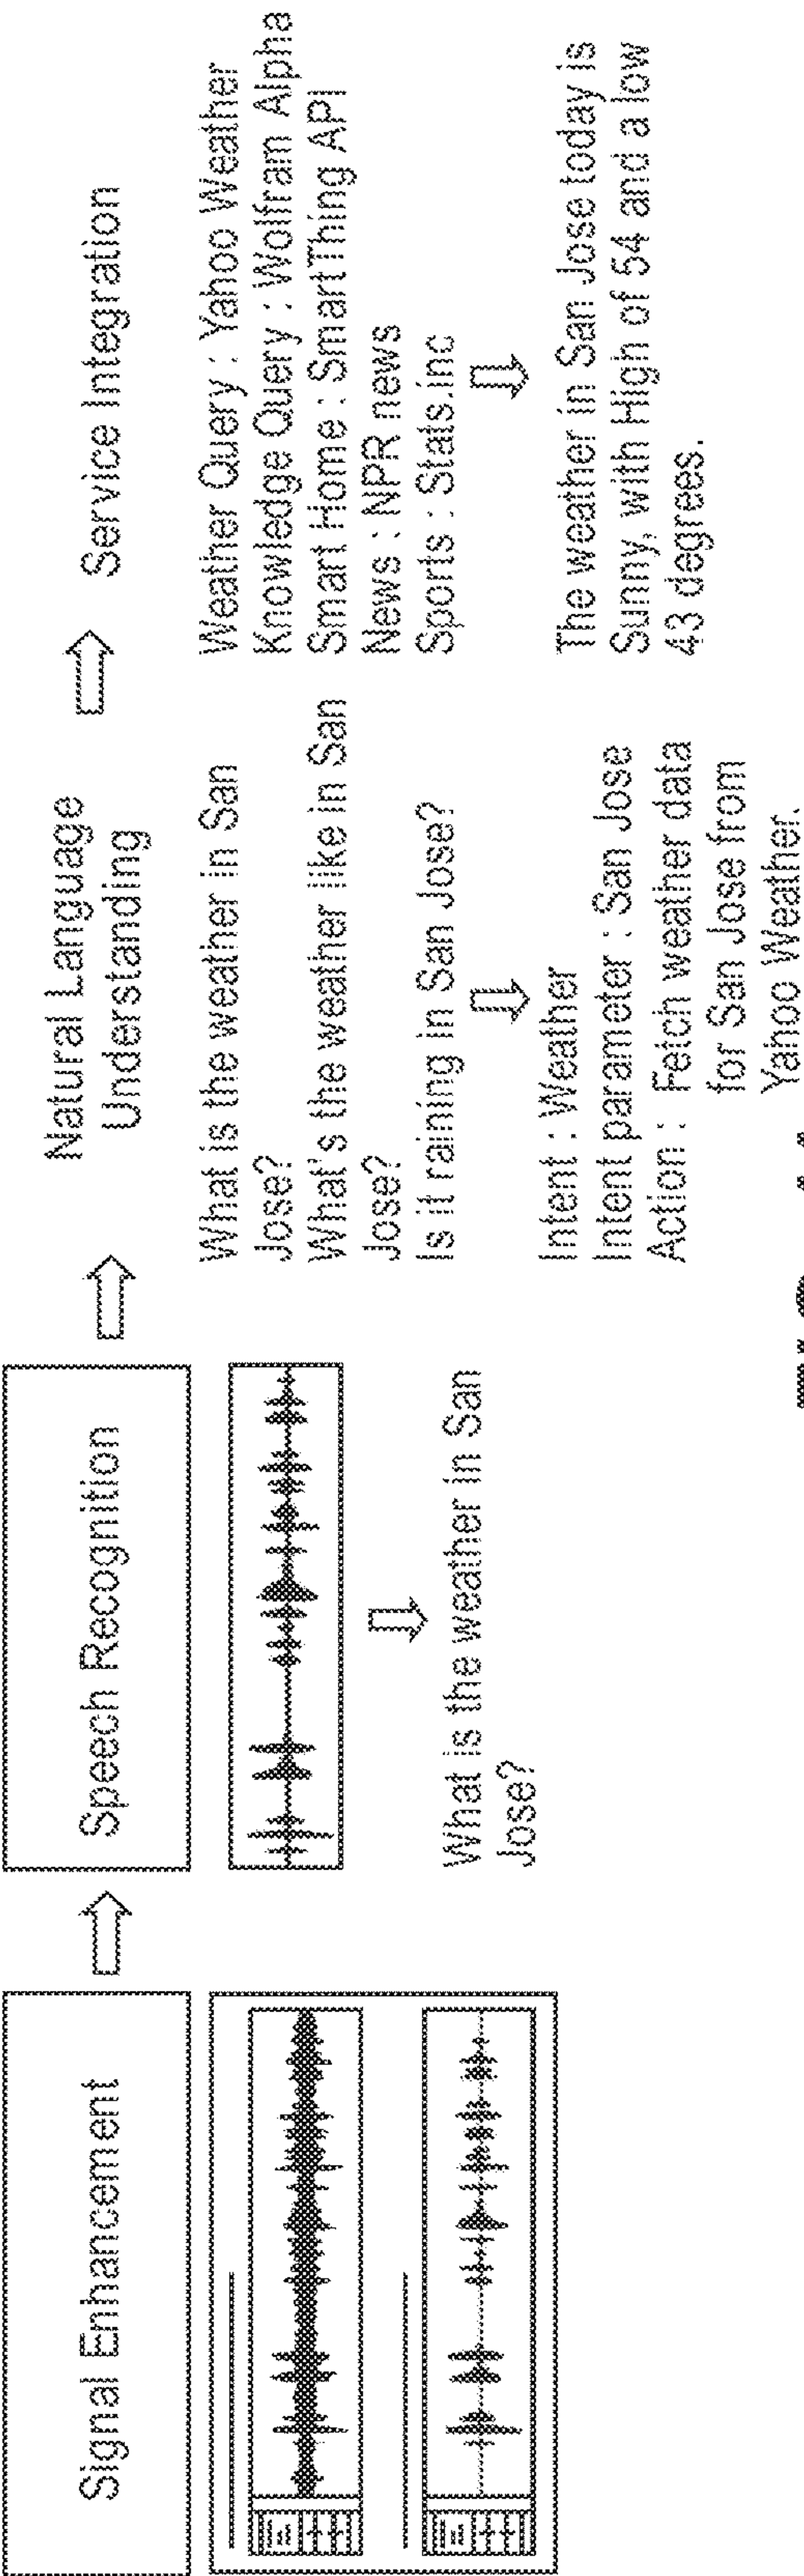 Signal Enhancement
Speech Recognition
What is the weather in San
Jose?
Natural Language
Understanding
What is the weather in San
Jose?
What's the weather like in San
Jose?
Is it raining in San Jose?
Intent : Weather
Intent parameter : San Jose
Action : Fetch weather data
for San Jose from
Yahoo Weather.
Service Integration
Weather Query : Yahoo Weather
Knowledge Query : Wolfram Alpha
Smart Home : SmartThing API
News : NPR news
Sports : Stats.inc
The weather in San Jose today is
Sunny, with High of 54 and a low
43 degrees.